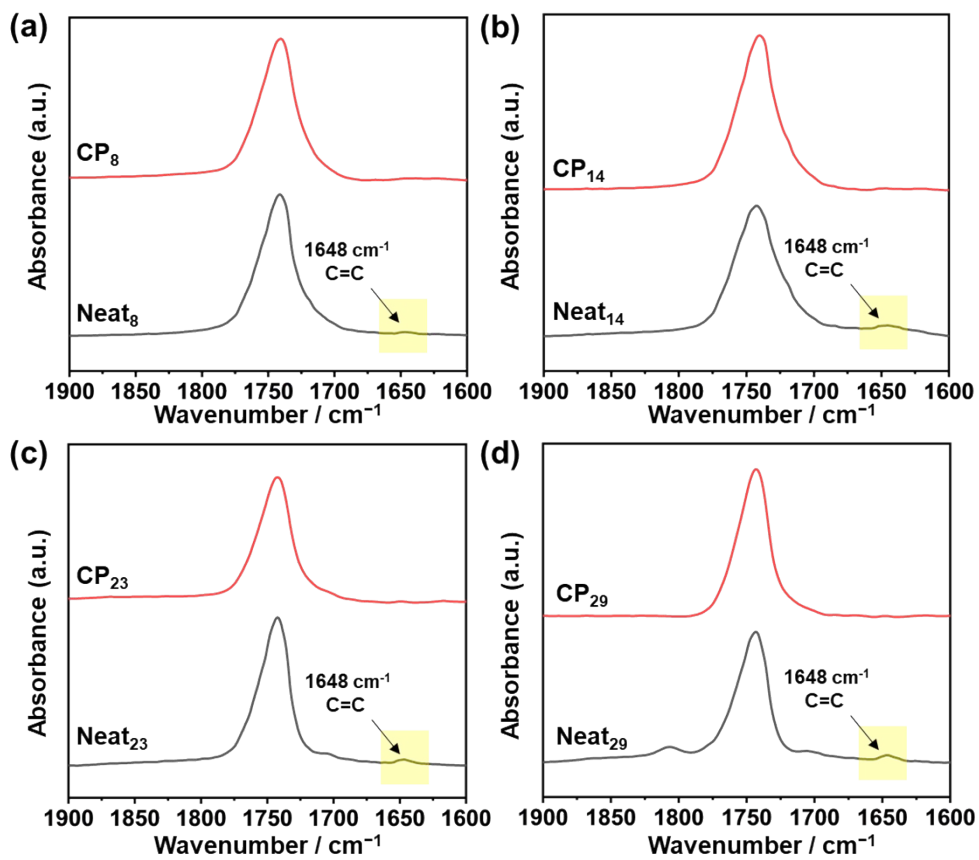 (a)
CP₈
1648 cm⁻¹
C=C
Neat₈
Absorbance (a.u.)
1900 1850 1800 1750 1700 1650 1600
Wavenumber / cm⁻¹
(b)
CP₁₄
1648 cm⁻¹
C=C
Neat₁₄
Absorbance (a.u.)
1900 1850 1800 1750 1700 1650 1600
Wavenumber / cm⁻¹
(c)
CP₂₃
1648 cm⁻¹
C=C
Neat₂₃
Absorbance (a.u.)
1900 1850 1800 1750 1700 1650 1600
Wavenumber / cm⁻¹
(d)
CP₂₉
1648 cm⁻¹
C=C
Neat₂₉
Absorbance (a.u.)
1900 1850 1800 1750 1700 1650 1600
Wavenumber / cm⁻¹